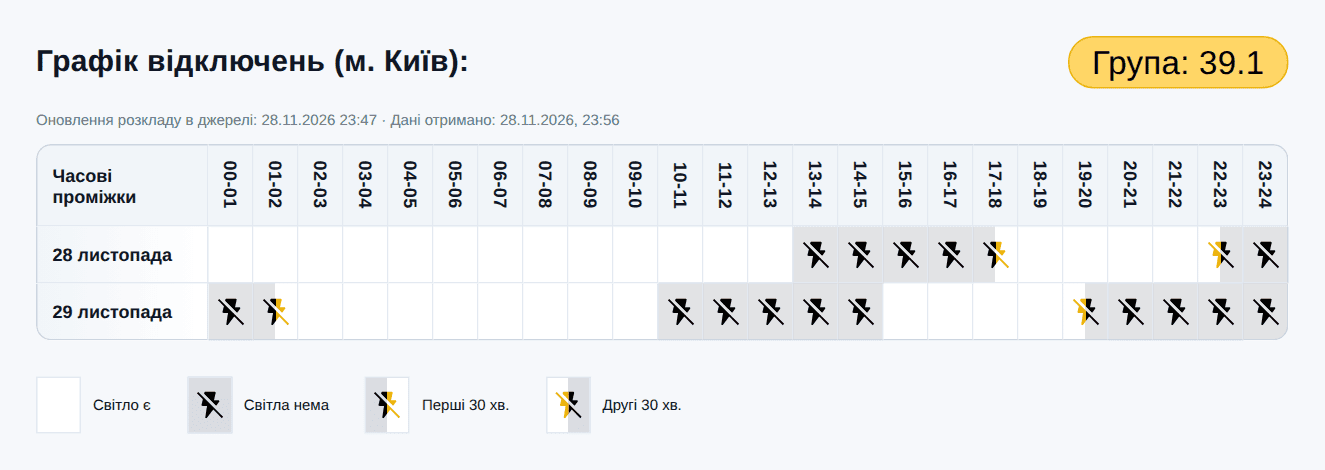 Графік відключень (м. Київ):
Група: 39.1
Оновлення розкладу в джерелі: 28.11.2026 23:47 · Дані отримано: 28.11.2026, 23:56
Часові
проміжки
00-01
01-02
02-03
03-04
04-05
05-06
06-07
07-08
08-09
09-10
10-11
11-12
12-13
13-14
14-15
15-16
16-17
17-18
18-19
19-20
20-21
21-22
22-23
23-24
28 листопада
29 листопада
Світло є
Світла нема
Перші 30 хв.
Другі 30 хв.